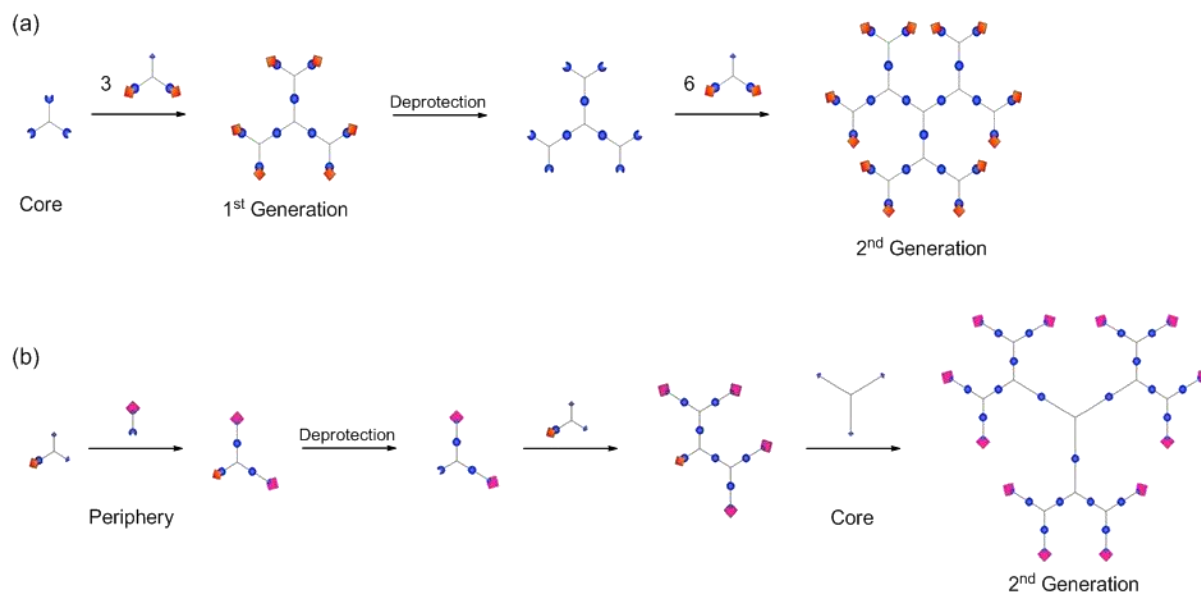 (a)
3
Deprotection
6
Core
1st Generation
2nd Generation
(b)
Deprotection
Periphery
Core
2nd Generation